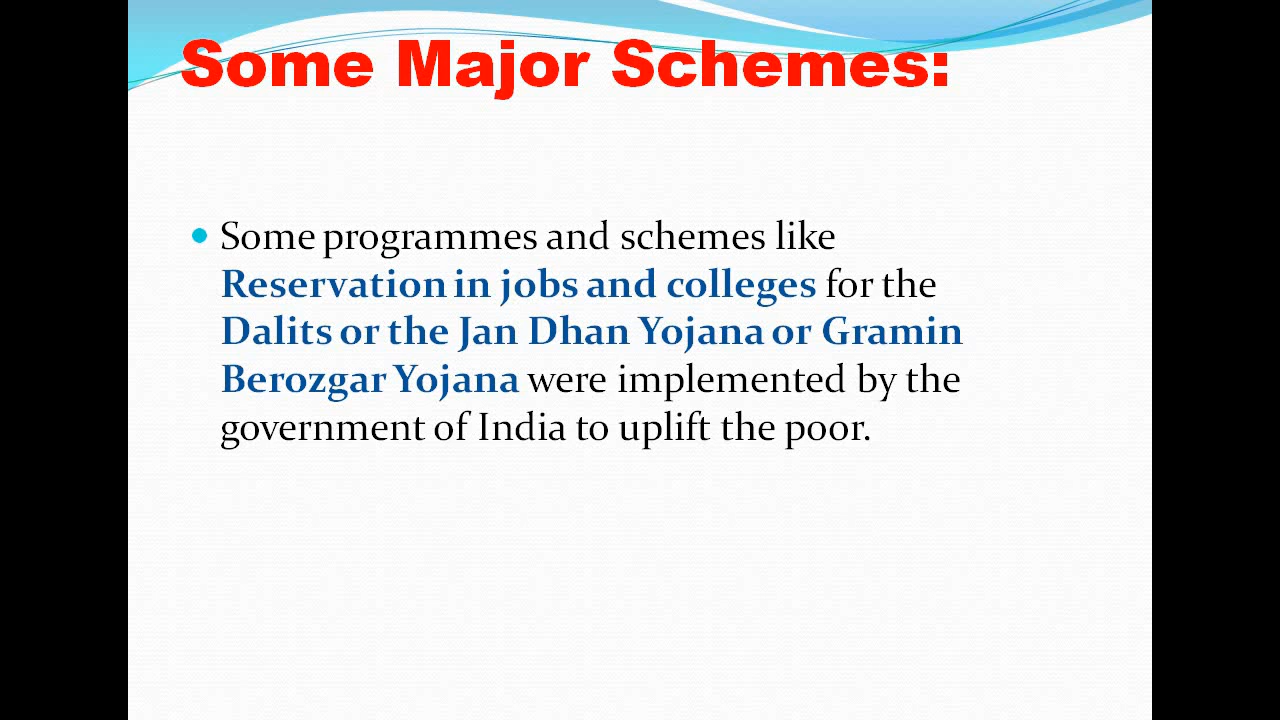 Some Major Schemes:
Some programmes and schemes like
Reservation in jobs and colleges for the
Dalits or the Jan Dhan Yojana or Gramin
Berozgar Yojana were implemented by the
government of India to uplift the poor.